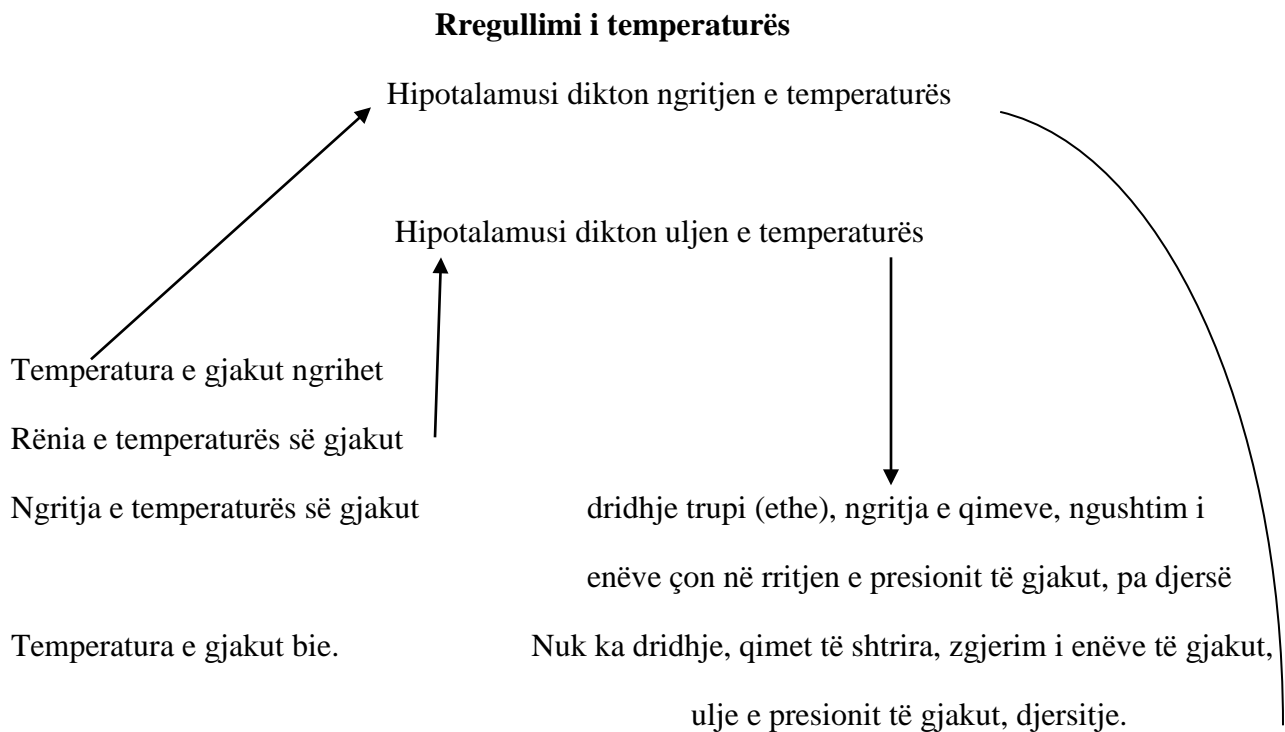 Rregullimi i temperaturës
Hipotalamusi dikton ngritjen e temperaturës
Hipotalamusi dikton uljen e temperaturës
Temperatura e gjakut ngrihet
Rënia e temperaturës së gjakut
Ngritja e temperaturës së gjakut
dridhje trupi (ethe), ngritja e qimeve, ngushtim i
enëve çon në rritjen e presionit të gjakut, pa djersë
Temperatura e gjakut bie.
Nuk ka dridhje, qimet të shtrira, zgjerim i enëve të gjakut,
ulje e presionit të gjakut, djersitje.